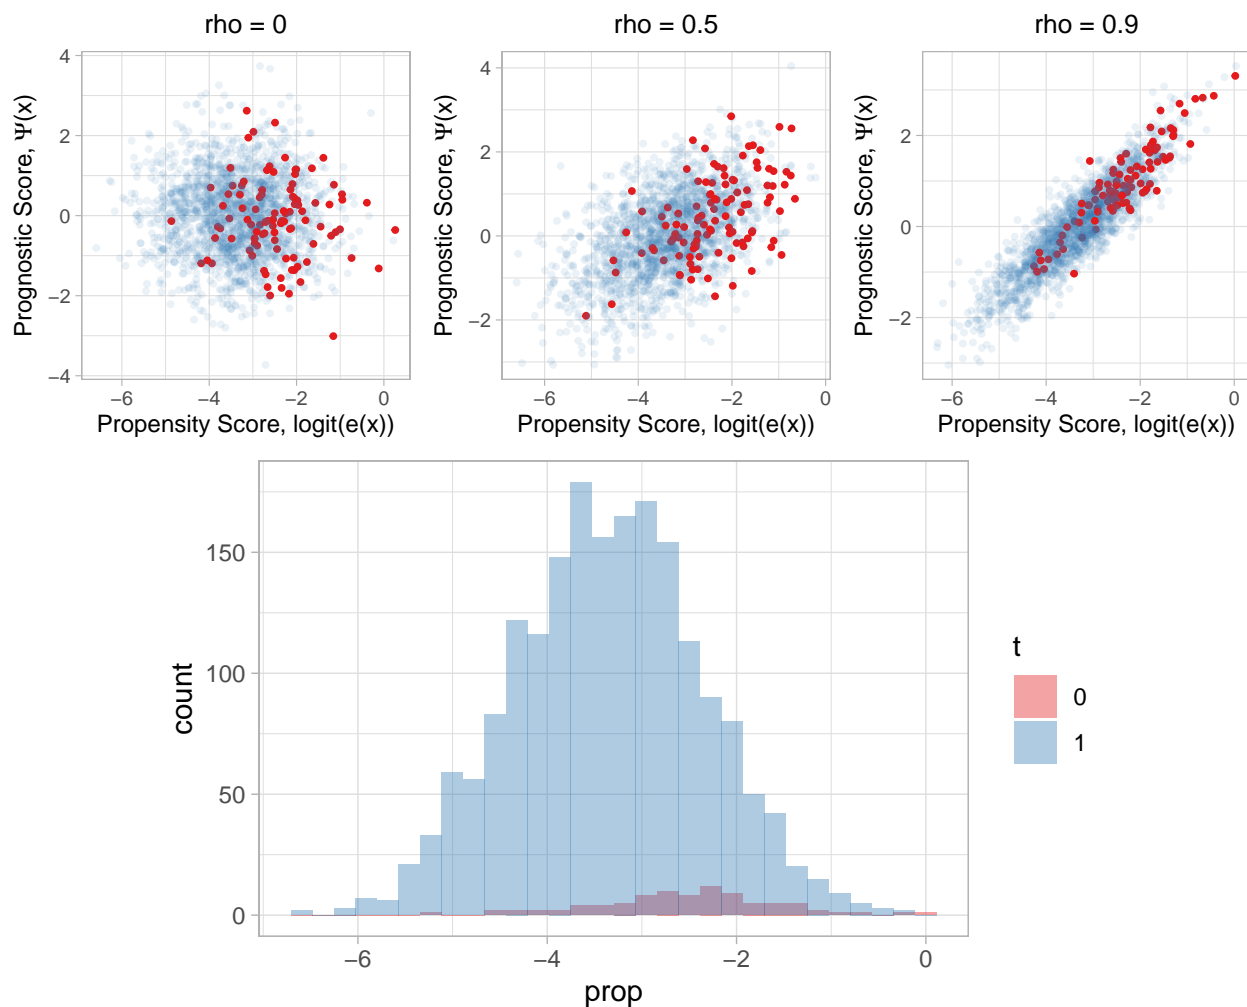 rho = 0
rho = 0.5
rho = 0.9
Prognostic Score, Ψ(x)
4
2
0
−2
−4
−6
−4
−2
0
Propensity Score, logit(e(x))
Prognostic Score, Ψ(x)
4
2
0
−2
−6
−4
−2
0
Propensity Score, logit(e(x))
Prognostic Score, Ψ(x)
2
0
−2
−6
−4
−2
0
Propensity Score, logit(e(x))
count
150
100
50
0
−6
−4
−2
0
prop
t
0
1